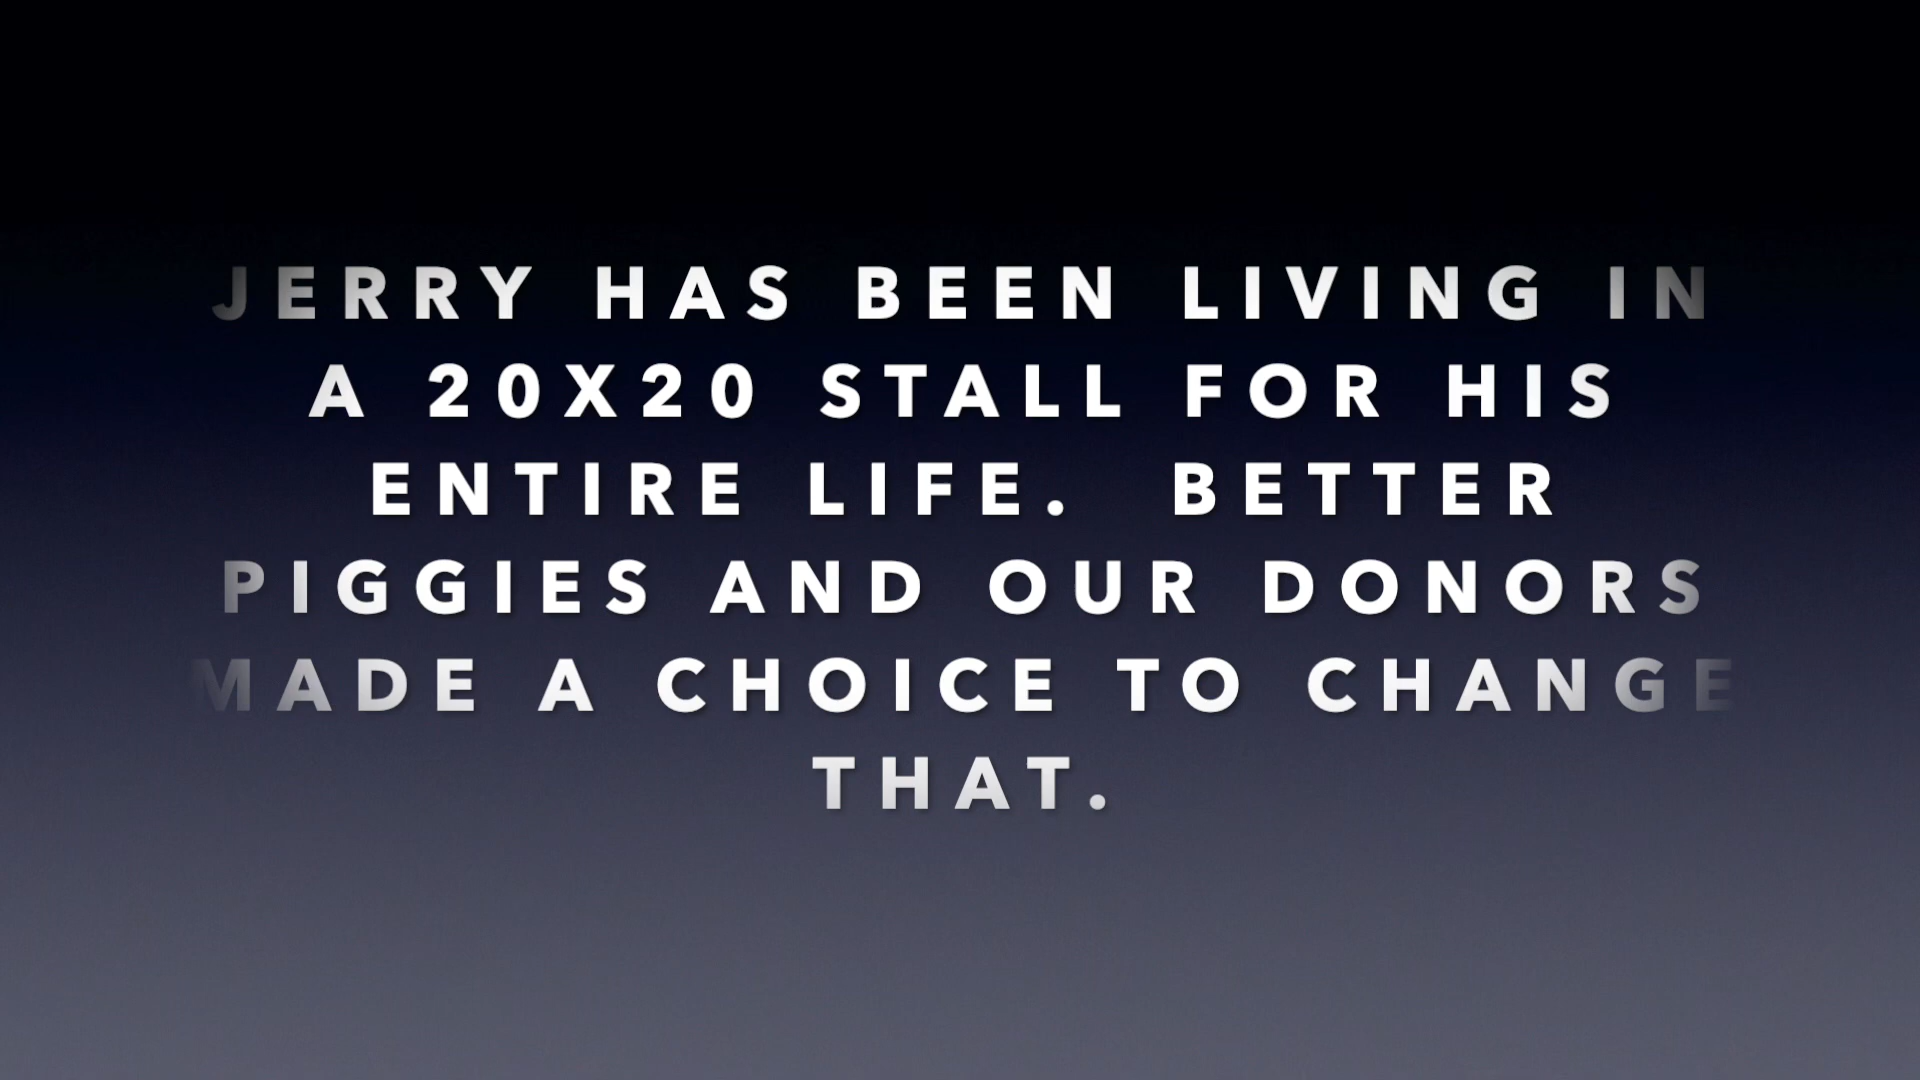 JERRY HAS BEEN LIVING IN
A 20X20 STALL FOR HIS
ENTIRE LIFE.  BETTER
PIGGIES AND OUR DONORS
MADE A CHOICE TO CHANGE
THAT.